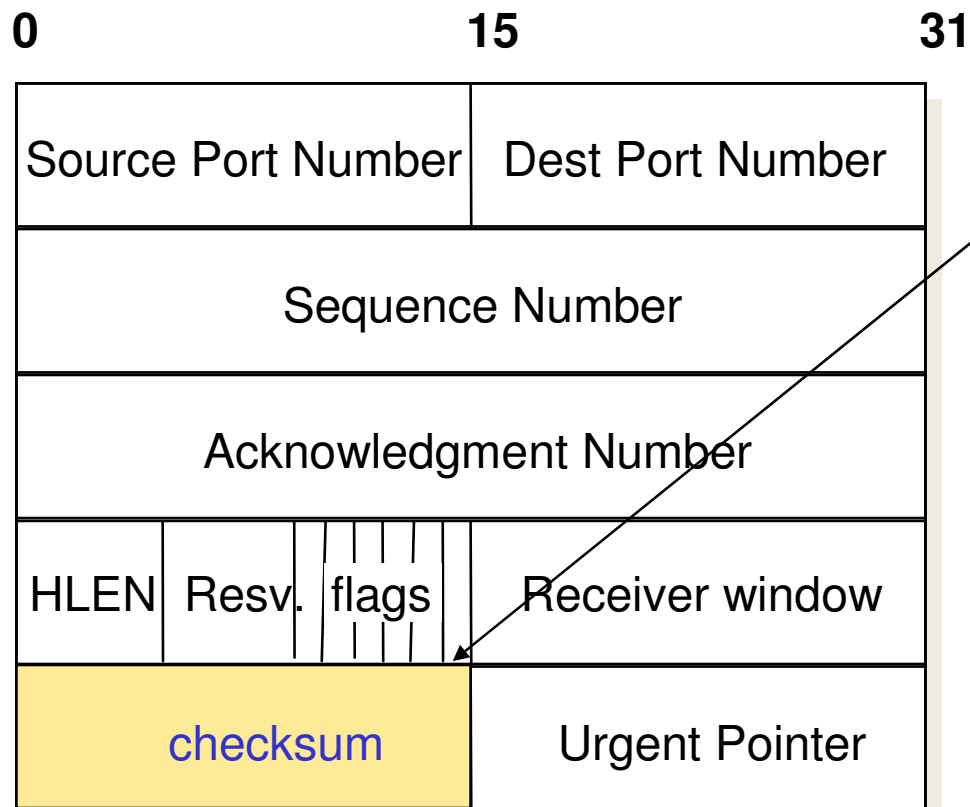 0 15 31
Source Port Number Dest Port Number
Sequence Number
Acknowledgment Number
HLEN Resv. flags Receiver window
checksum Urgent Pointer